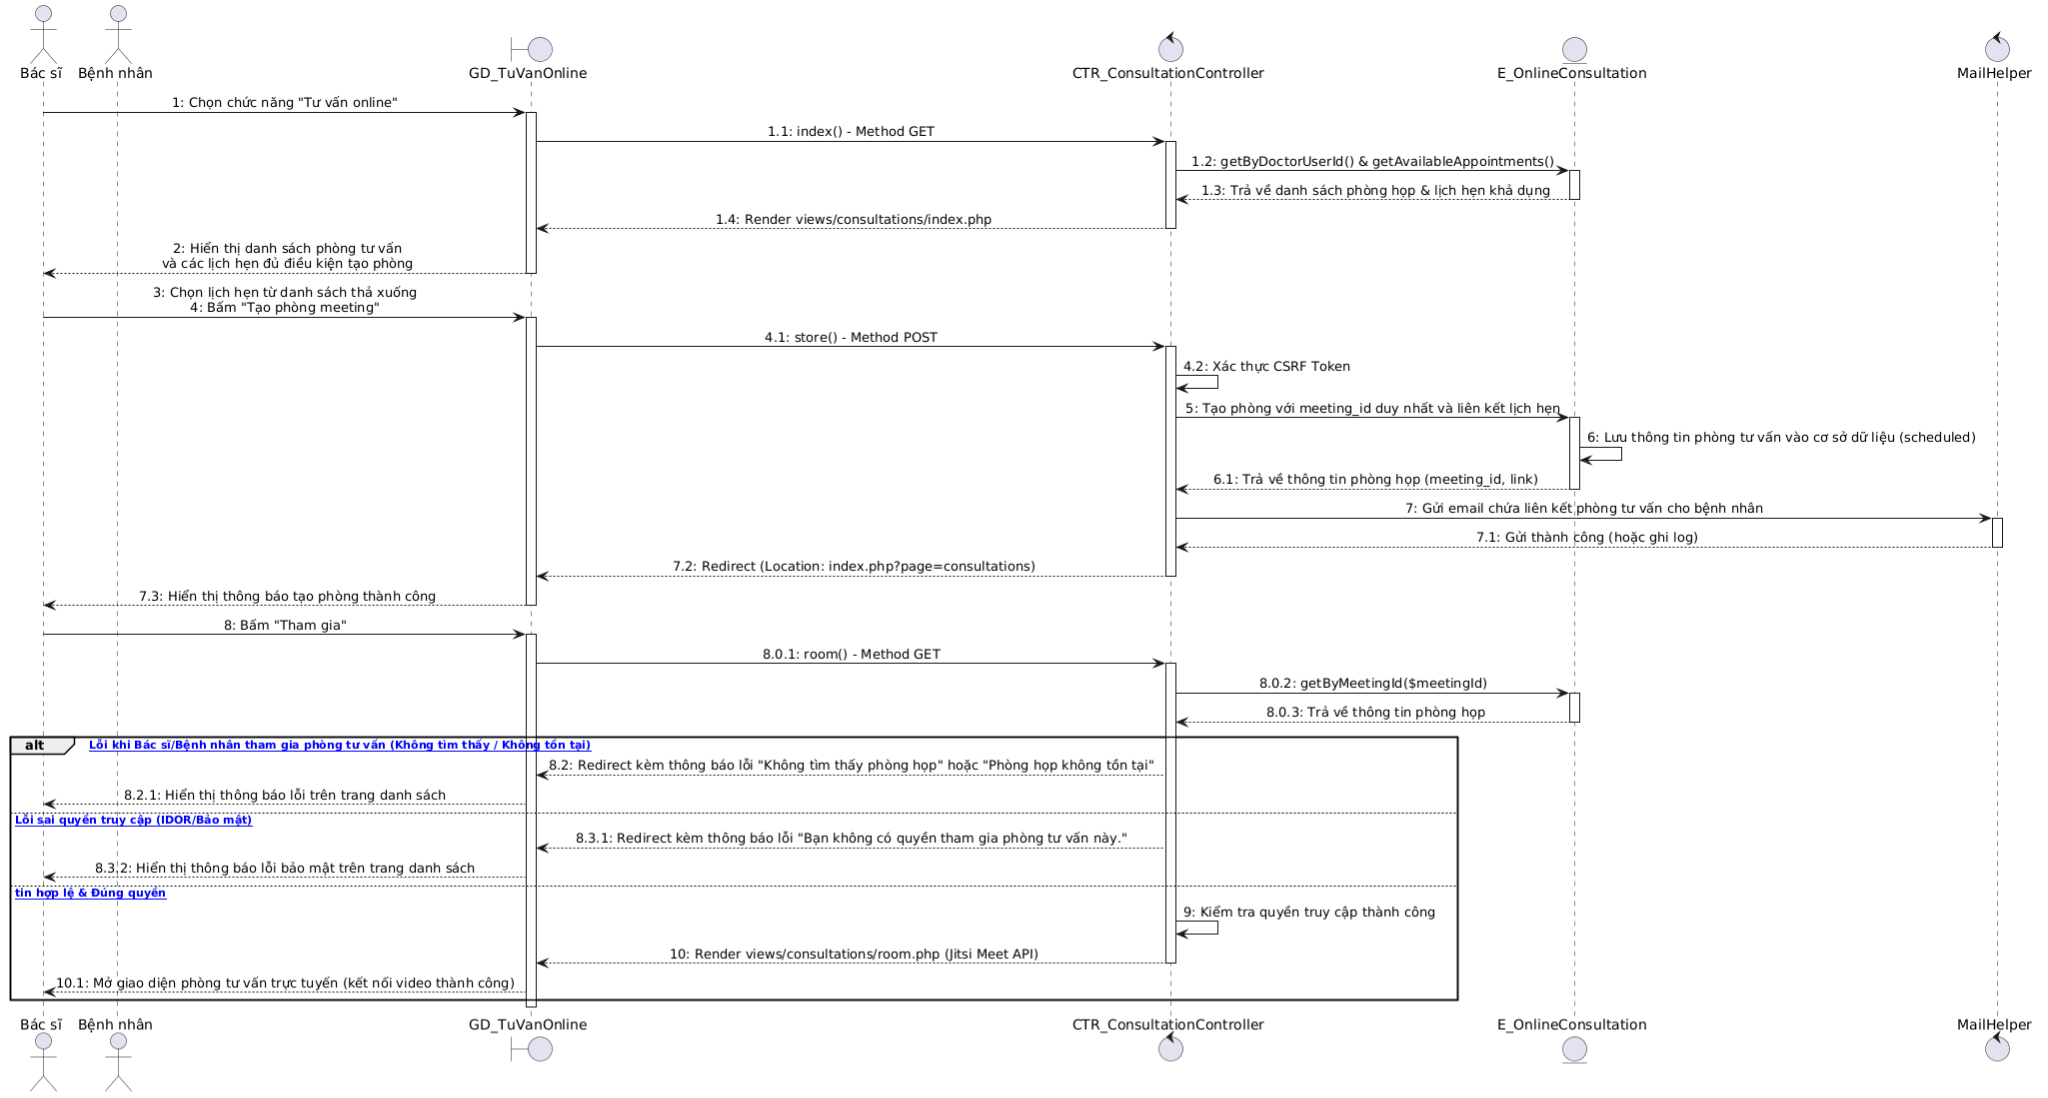 Bác sĩ
Bệnh nhân
GD_TuVanOnline
CTR_ConsultationController
E_OnlineConsultation
MailHelper
1: Chọn chức năng "Tư vấn online"
1.1: index() - Method GET
1.2: getByDoctorUserId() & getAvailableAppointments()
1.3: Trả về danh sách phòng họp & lịch hẹn khả dụng
1.4: Render views/consultations/index.php
2: Hiển thị danh sách phòng tư vấn
và các lịch hẹn đủ điều kiện tạo phòng
3: Chọn lịch hẹn từ danh sách thả xuống
4: Bấm "Tạo phòng meeting"
4.1: store() - Method POST
4.2: Xác thực CSRF Token
5: Tạo phòng với meeting_id duy nhất và liên kết lịch hẹn
6: Lưu thông tin phòng tư vấn vào cơ sở dữ liệu (scheduled)
6.1: Trả về thông tin phòng họp (meeting_id, link)
7: Gửi email chứa liên kết phòng tư vấn cho bệnh nhân
7.1: Gửi thành công (hoặc ghi log)
7.2: Redirect (Location: index.php?page=consultations)
7.3: Hiển thị thông báo tạo phòng thành công
8: Bấm "Tham gia"
8.0.1: room() - Method GET
8.0.2: getByMeetingId($meetingId)
8.0.3: Trả về thông tin phòng họp
alt
Lỗi khi Bác sĩ/Bệnh nhân tham gia phòng tư vấn (Không tìm thấy / Không tồn tại)
8.2: Redirect kèm thông báo lỗi "Không tìm thấy phòng họp" hoặc "Phòng họp không tồn tại"
8.2.1: Hiển thị thông báo lỗi trên trang danh sách
Lỗi sai quyền truy cập (IDOR/Bảo mật)
8.3.1: Redirect kèm thông báo lỗi "Bạn không có quyền tham gia phòng tư vấn này."
8.3.2: Hiển thị thông báo lỗi bảo mật trên trang danh sách
tin hợp lệ & Đúng quyền
9: Kiểm tra quyền truy cập thành công
10: Render views/consultations/room.php (Jitsi Meet API)
10.1: Mở giao diện phòng tư vấn trực tuyến (kết nối video thành công)
Bác sĩ
Bệnh nhân
GD_TuVanOnline
CTR_ConsultationController
E_OnlineConsultation
MailHelper